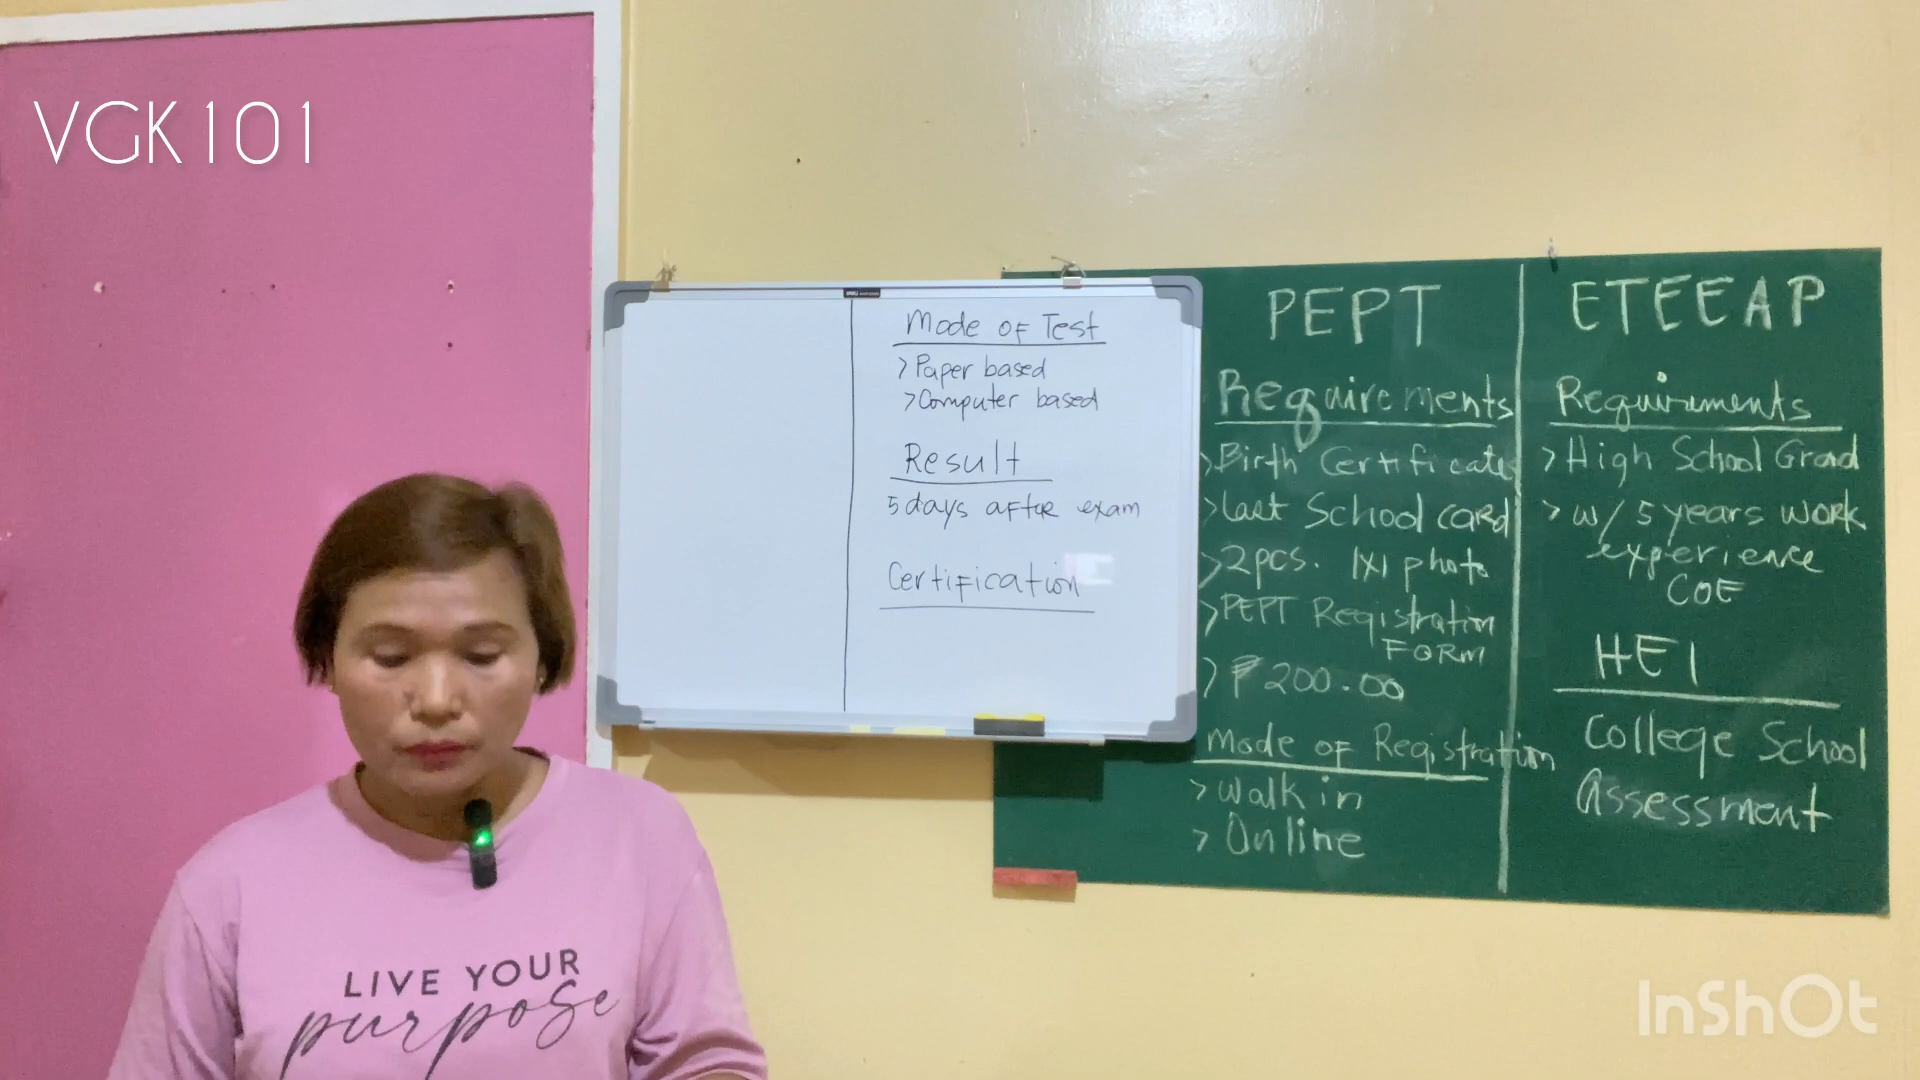 VGK101
Mode of Test
> Paper based
> Computer based
Result
5 days after exam
Certification
PEPT
Requirements
> Birth Certificate
> last School card
> 2pcs. 1x1 photo
> PEPT Registration
FORM
> ₱200.00
Mode of Registration
> Walk in
> Online
ETEEAP
Requirements
> High School Grad
> w/ 5 years work
experience
COE
HEI
College School
Assessment
LIVE YOUR
purpose
InShOt